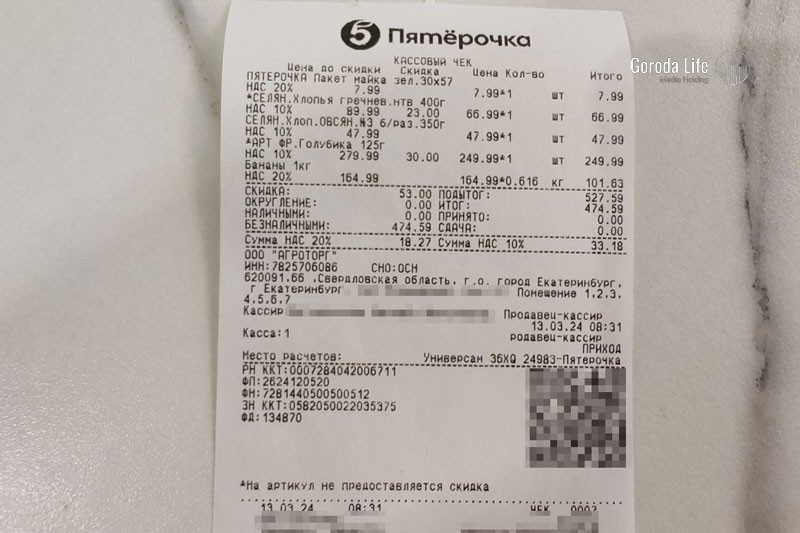 5 Пятёрочка
Goroda Life
Media Holding
КАССОВЫЙ ЧЕК
Цена до скидки Скидка Цена Кол-во Итого
ПЯТЕРОЧКА Пакет майка зел.30х57
НДС 20% 7.99 7.99*1 шт 7.99
*СЕЛЯН.Хлопья гречнев.нтв 400г
НДС 10% 89.99 23.00 66.99*1 шт 66.99
СЕЛЯН.Хлоп.ОВСЯН.№3 б/раз.350г
НДС 10% 47.99 47.99*1 шт 47.99
*АРТ ФР.Голубика 125г
НДС 10% 279.99 30.00 249.99*1 шт 249.99
Бананы 1кг
НДС 20% 164.99 164.99*0.616 кг 101.63
СКИДКА: 53.00 ПОДЫТОГ: 527.59
ОКРУГЛЕНИЕ: 0.00 ИТОГ: 474.59
НАЛИЧНЫМИ: 0.00 ПРИНЯТО: 0.00
БЕЗНАЛИЧНЫМИ: 474.59 СДАЧА: 0.00
Сумма НДС 20% 18.27 Сумма НДС 10% 33.18
ООО "АГРОТОРГ"
ИНН:7825706086 СНО:ОСН
620091.66 .Свердловская область, г.о. город Екатеринбург,
г Екатеринбург, Помещение 1,2,3,
4,5,6,7
Кассир Продавец-кассир
13.03.24 08:31
Касса:1 родавец-кассир
ПРИХОД
Место расчетов: Универсам 36XQ 24983-Пятерочка
РН ККТ:0007284042006711
ФП:2624120520
ФН:7281440500500512
ЗН ККТ:0582050022035375
ФД:134870
*На артикул не предоставляется скидка
13.03.24 08:31 ЧЕК 0007